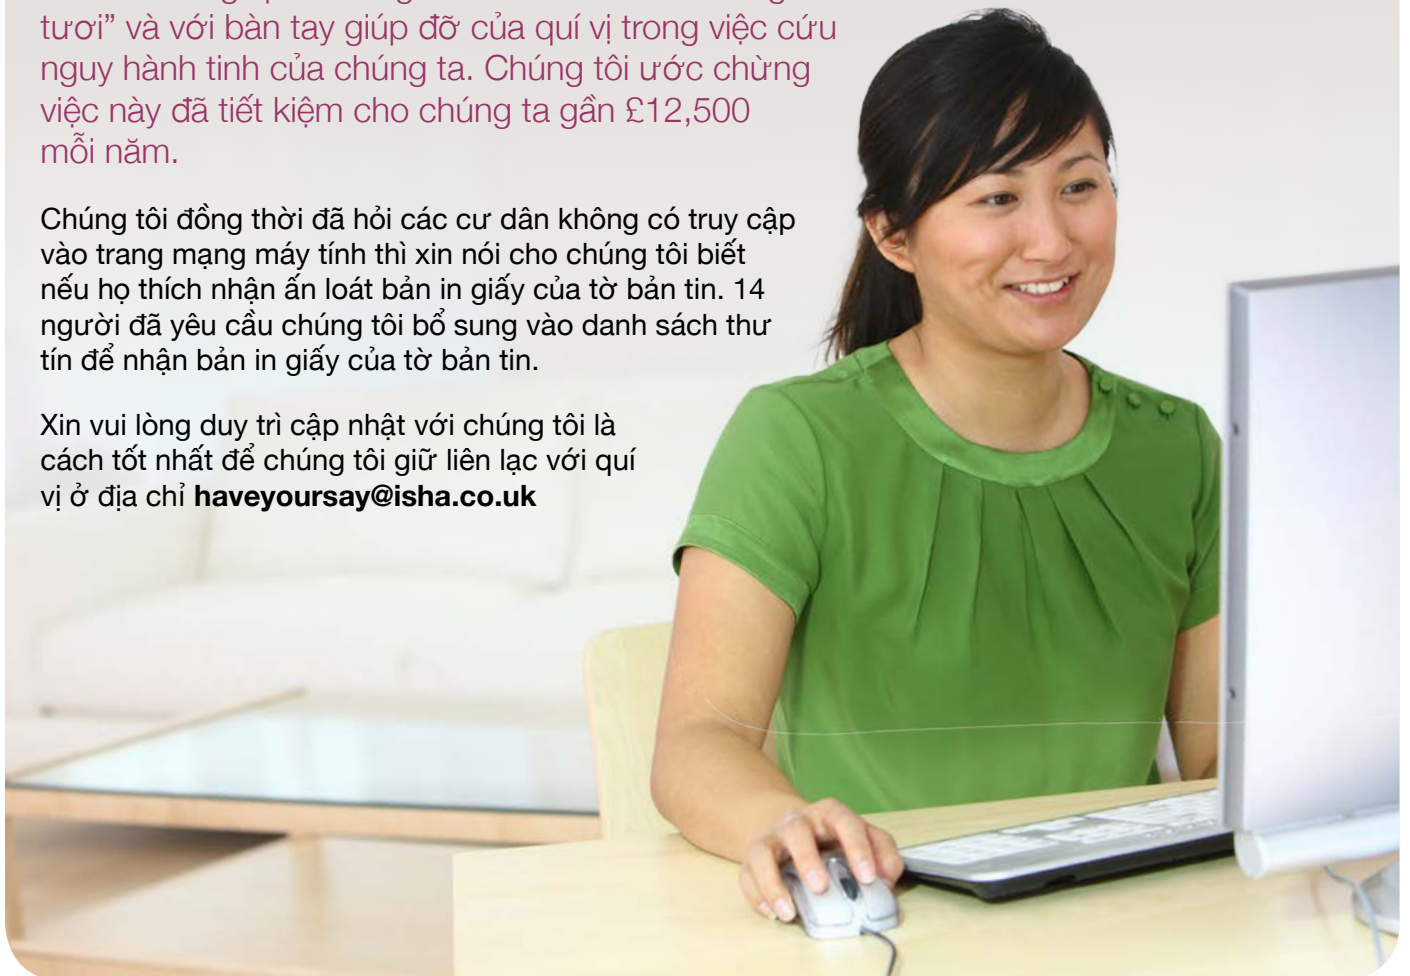 tươi” và với bàn tay giúp đỡ của quí vị trong việc cứu
nguy hành tinh của chúng ta. Chúng tôi ước chừng
việc này đã tiết kiệm cho chúng ta gần £12,500
mỗi năm.
Chúng tôi đồng thời đã hỏi các cư dân không có truy cập
vào trang mạng máy tính thì xin nói cho chúng tôi biết
nếu họ thích nhận ấn loát bản in giấy của tờ bản tin. 14
người đã yêu cầu chúng tôi bổ sung vào danh sách thư
tín để nhận bản in giấy của tờ bản tin.
Xin vui lòng duy trì cập nhật với chúng tôi là
cách tốt nhất để chúng tôi giữ liên lạc với quí
vị ở địa chỉ haveyoursay@isha.co.uk